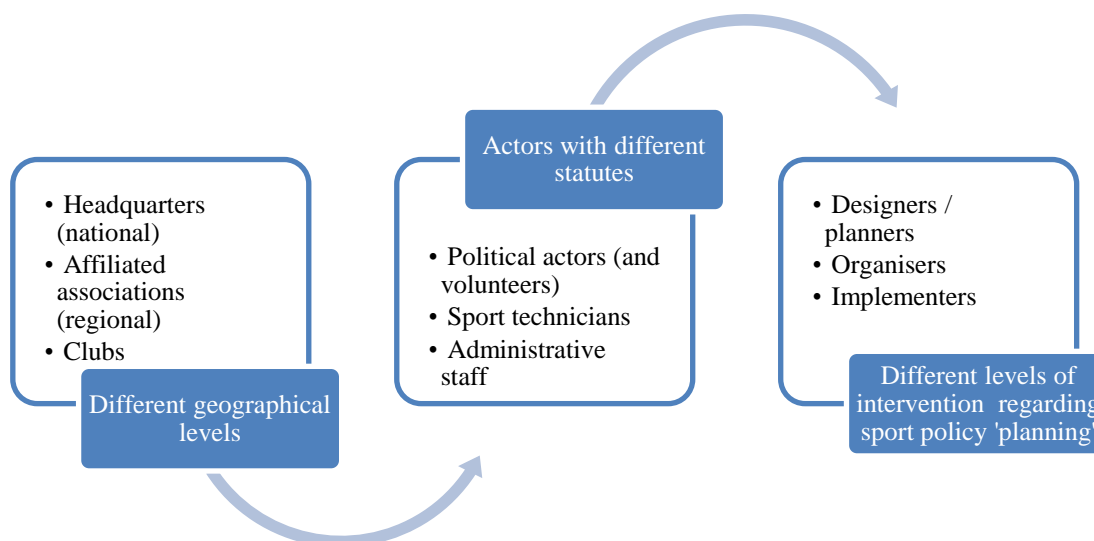 • Headquarters
(national)
• Affiliated
associations
(regional)
• Clubs
Different geographical
levels
Actors with different
statutes
• Political actors (and
volunteers)
• Sport technicians
• Administrative
staff
• Designers /
planners
• Organisers
• Implementers
Different levels of
intervention regarding
sport policy 'planning'